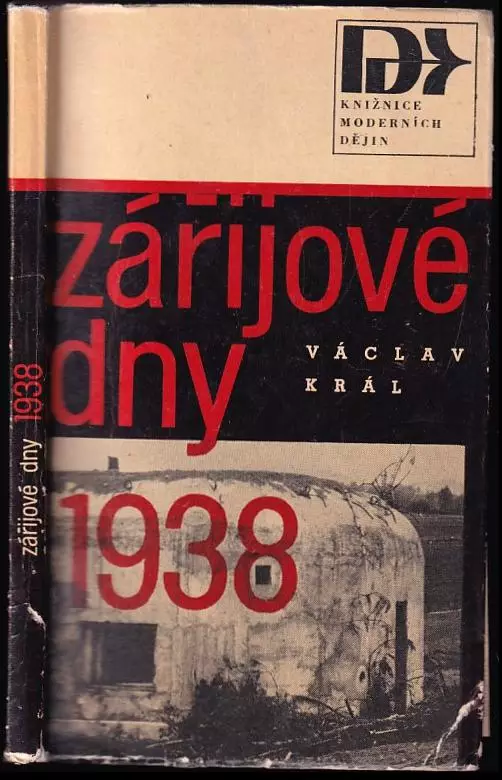 KNIŽNICE
MODERNÍCH
DĚJIN
zářijové
dny
VÁCLAV
KRÁL
1938
zářijové dny 1938